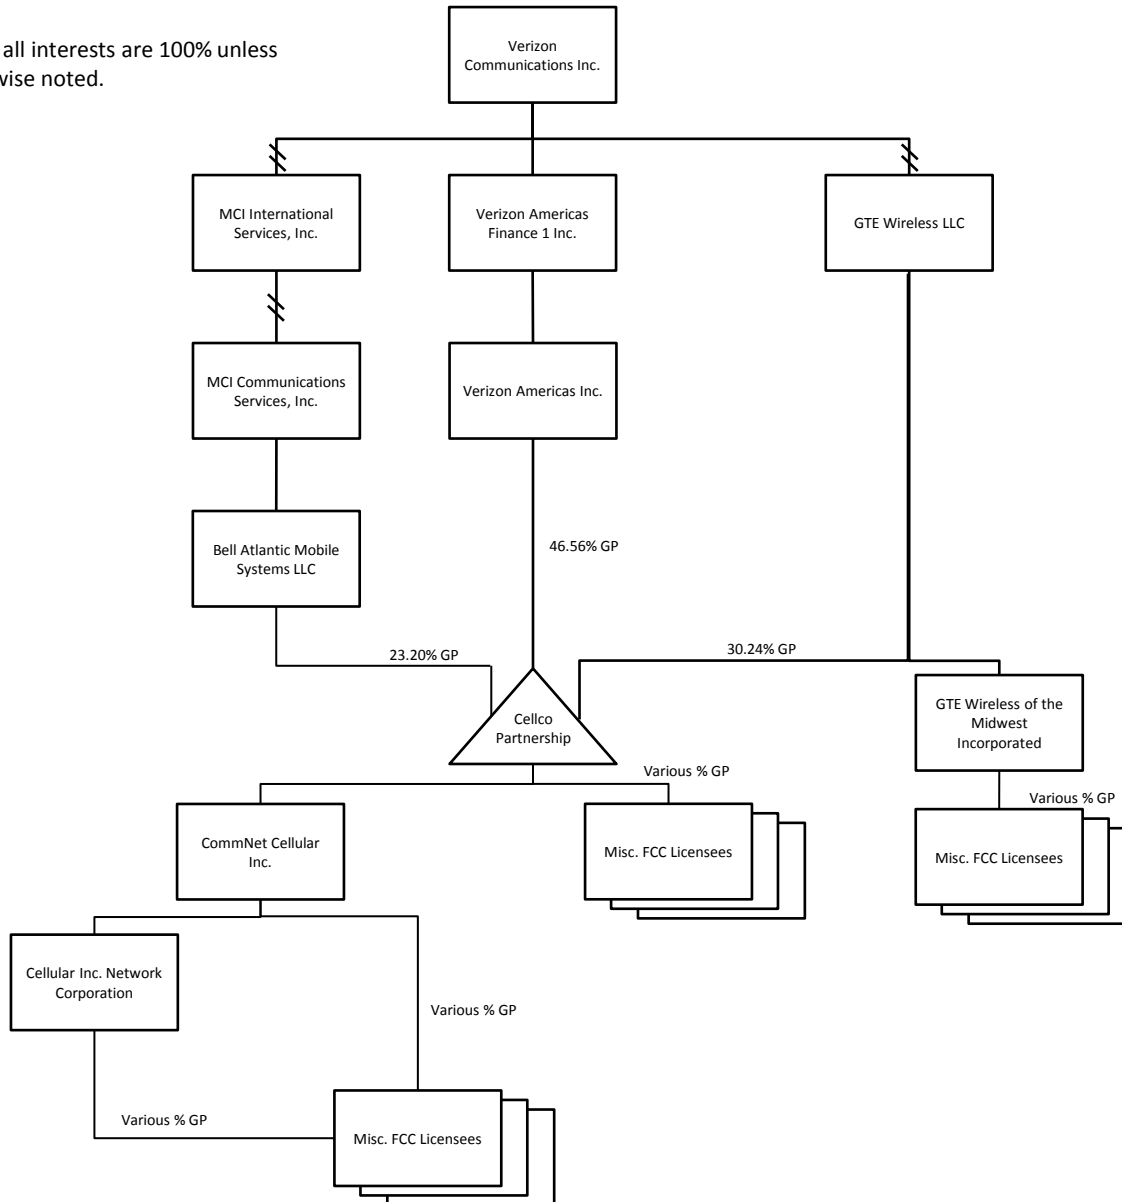 all interests are 100% unless
wise noted.
Verizon
Communications Inc.
MCI International
Services, Inc.
Verizon Americas
Finance 1 Inc.
GTE Wireless LLC
MCI Communications
Services, Inc.
Verizon Americas Inc.
Bell Atlantic Mobile
Systems LLC
46.56% GP
23.20% GP
30.24% GP
Cellco
Partnership
GTE Wireless of the
Midwest
Incorporated
Various % GP
Various % GP
CommNet Cellular
Inc.
Misc. FCC Licensees
Misc. FCC Licensees
Cellular Inc. Network
Corporation
Various % GP
Various % GP
Misc. FCC Licensees